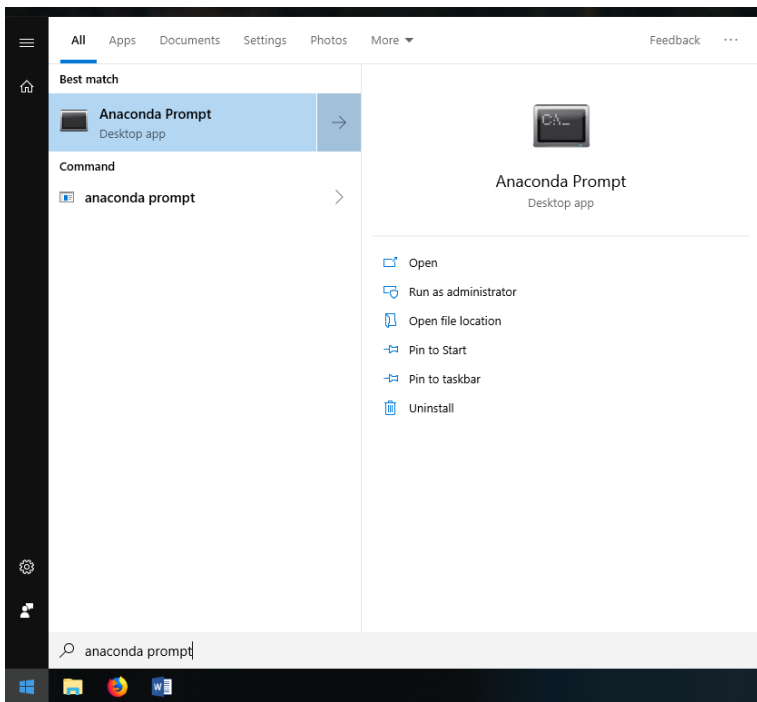 All Apps Documents Settings Photos More Feedback ...
Best match
Anaconda Prompt
Desktop app
Command
anaconda prompt
C:\_
Anaconda Prompt
Desktop app
Open
Run as administrator
Open file location
Pin to Start
Pin to taskbar
Uninstall
anaconda prompt
W